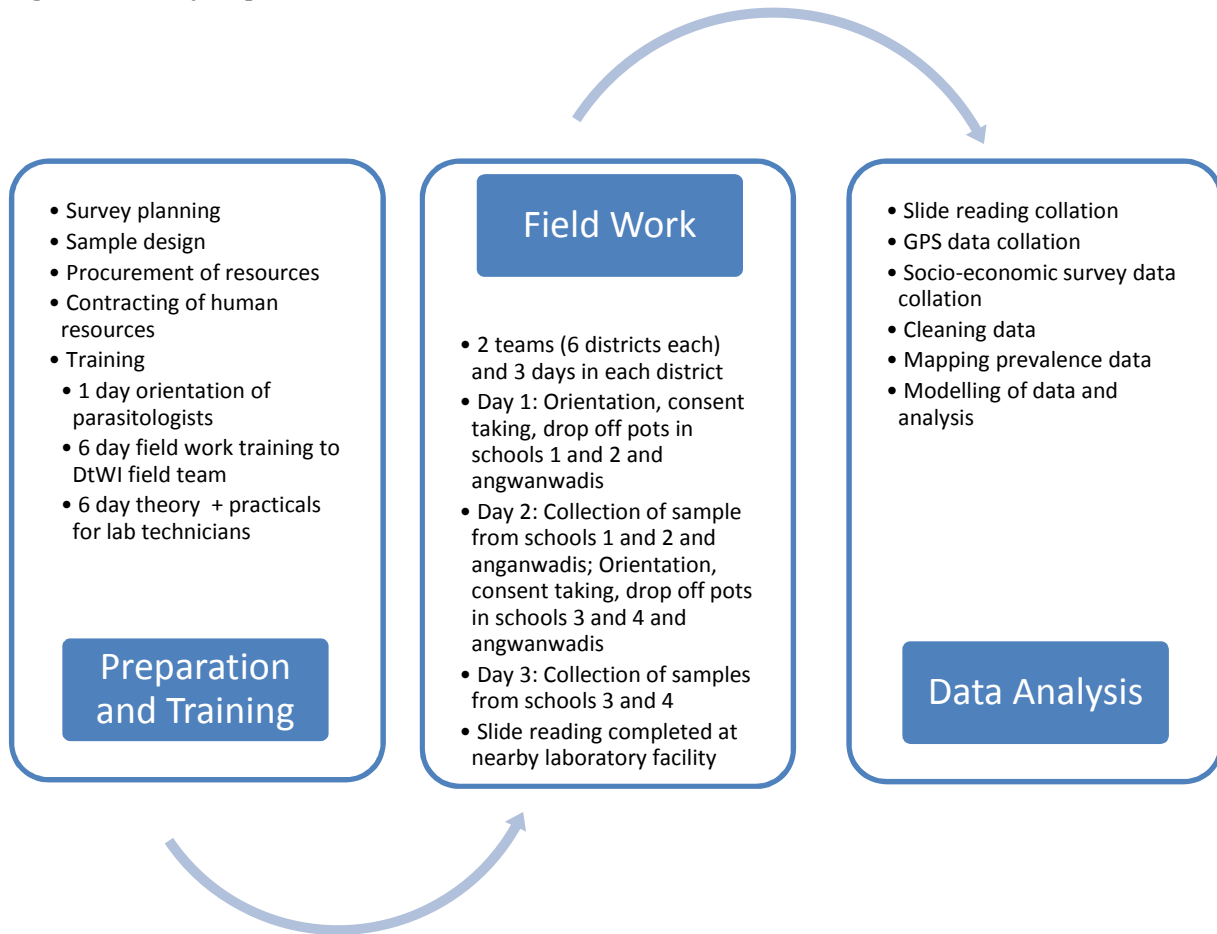 • Survey planning
• Sample design
• Procurement of resources
• Contracting of human
resources
• Training
• 1 day orientation of
parasitologists
• 6 day field work training to
DtWI field team
• 6 day theory + practicals
for lab technicians
Preparation
and Training
Field Work
• 2 teams (6 districts each)
and 3 days in each district
• Day 1: Orientation, consent
taking, drop off pots in
schools 1 and 2 and
angwanwadis
• Day 2: Collection of sample
from schools 1 and 2 and
anganwadis; Orientation,
consent taking, drop off pots
in schools 3 and 4 and
angwanwadis
• Day 3: Collection of samples
from schools 3 and 4
• Slide reading completed at
nearby laboratory facility
• Slide reading collation
• GPS data collation
• Socio-economic survey data
collation
• Cleaning data
• Mapping prevalence data
• Modelling of data and
analysis
Data Analysis